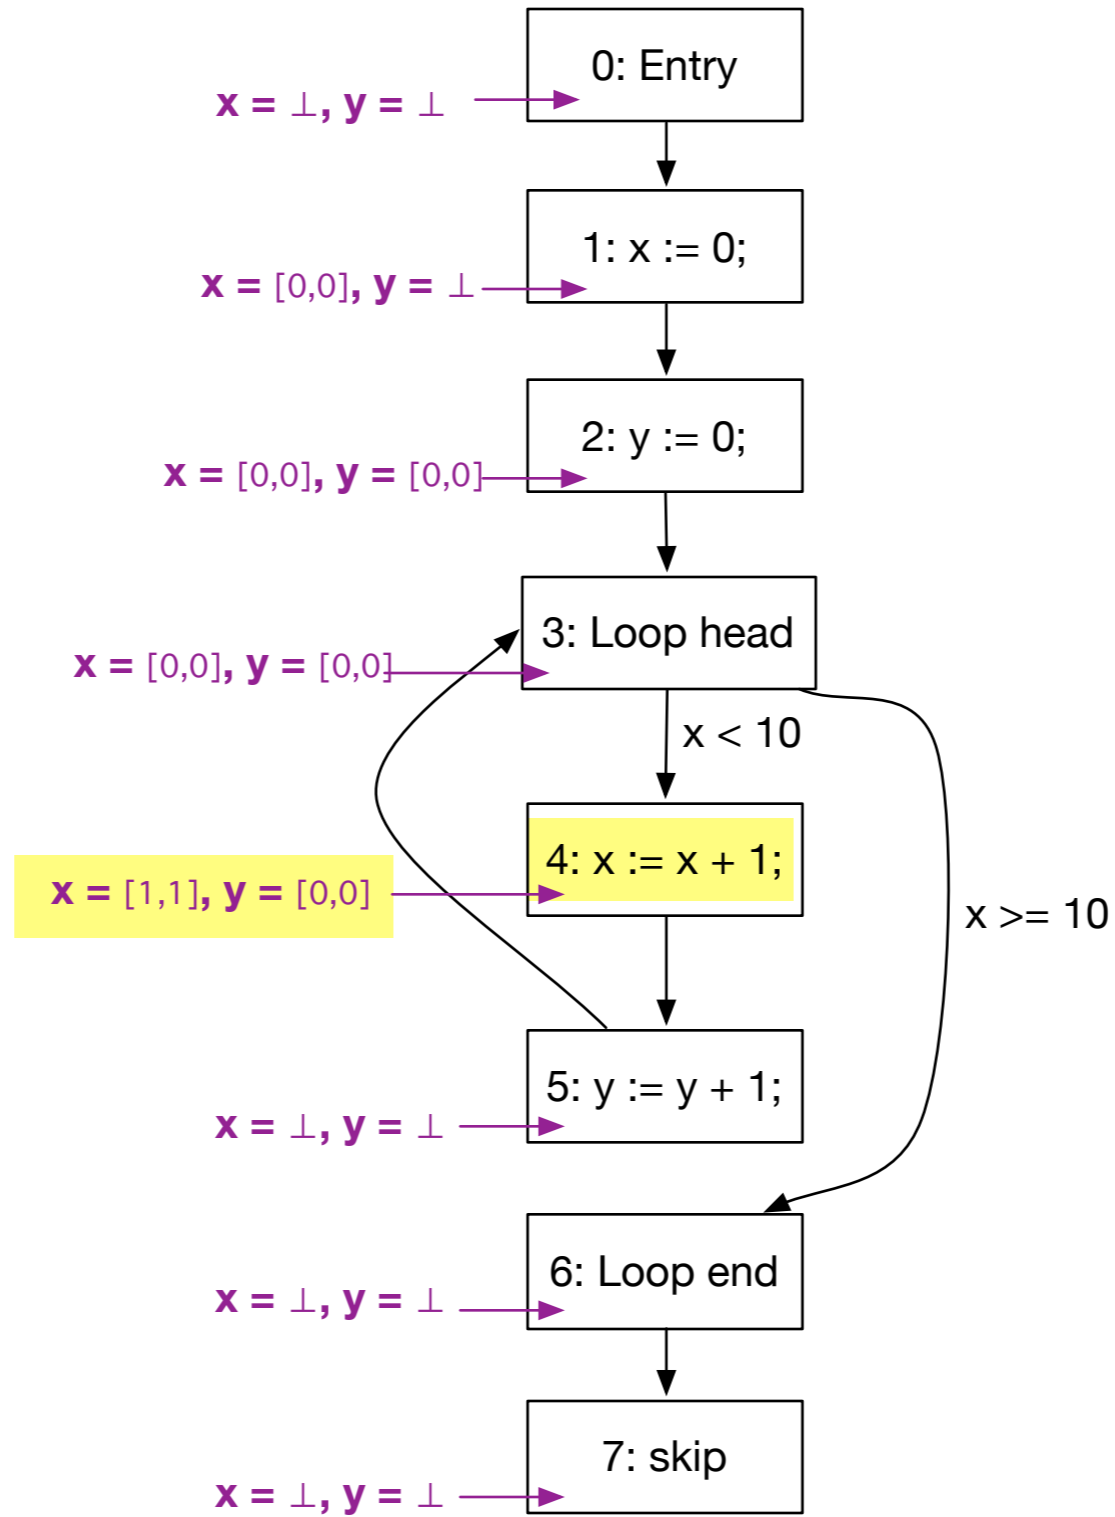 0: Entry
x = ⊥, y = ⊥
1: x := 0;
x = [0,0], y = ⊥
2: y := 0;
x = [0,0], y = [0,0]
3: Loop head
x = [0,0], y = [0,0]
x < 10
4: x := x + 1;
x = [1,1], y = [0,0]
x >= 10
5: y := y + 1;
x = ⊥, y = ⊥
6: Loop end
x = ⊥, y = ⊥
7: skip
x = ⊥, y = ⊥